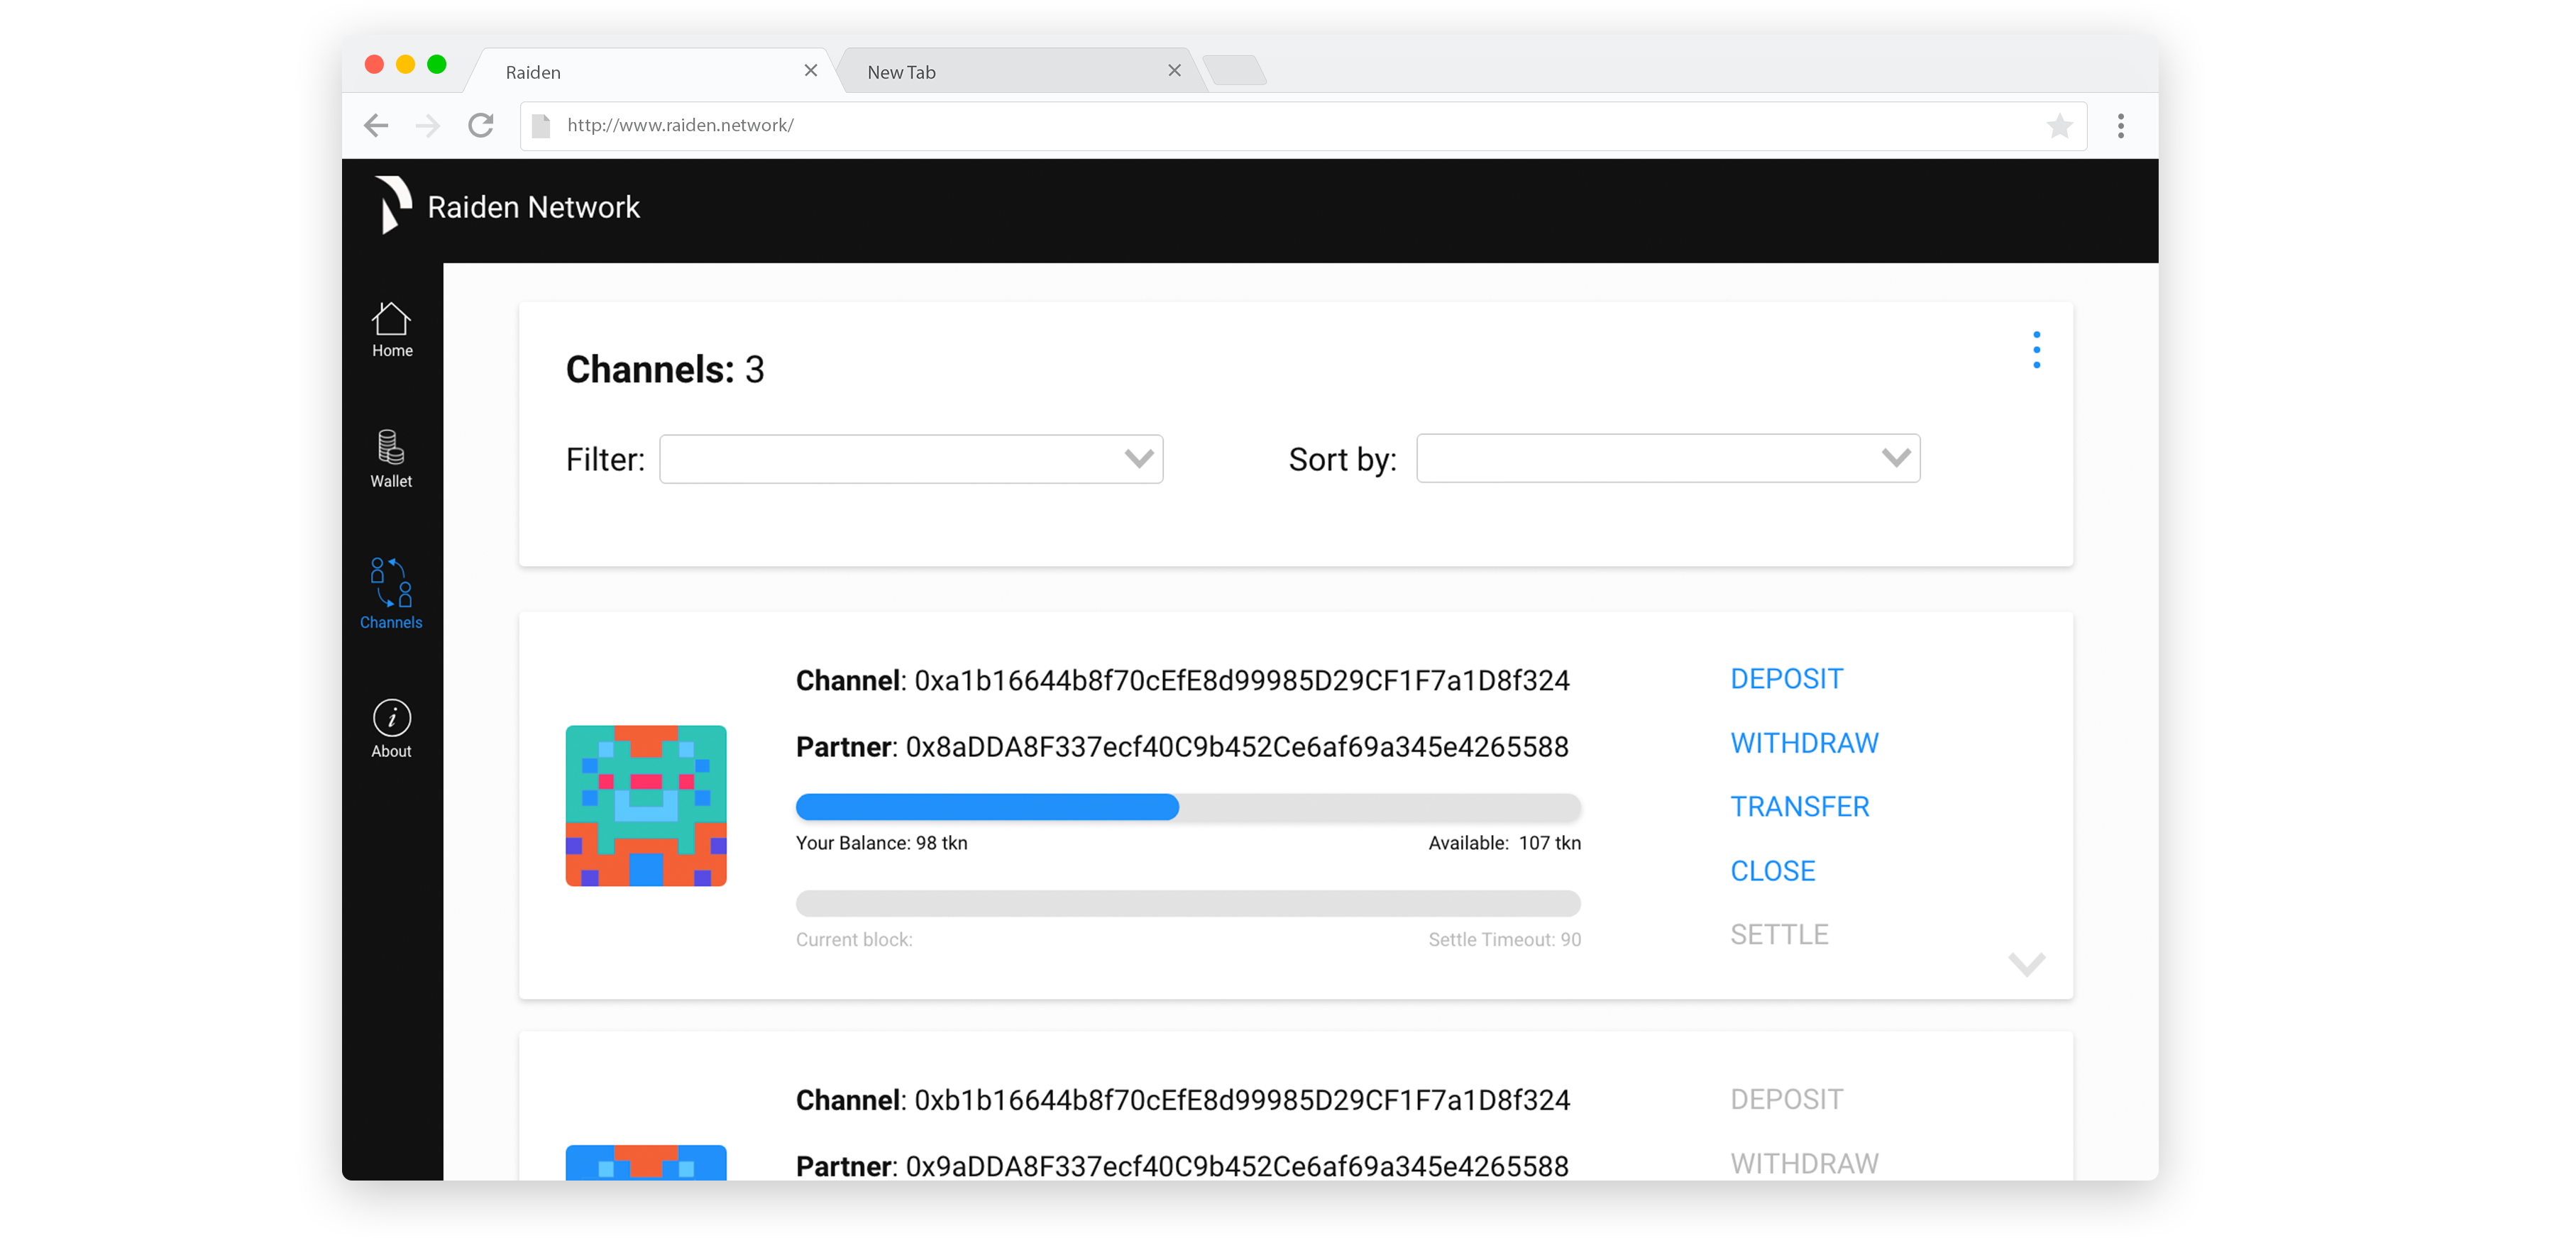 Raiden
New Tab
http://www.raiden.network/
Raiden Network
Home
Wallet
Channels
About
Channels: 3
Filter:
Sort by:
Channel: 0xa1b16644b8f70cEfE8d99985D29CF1F7a1D8f324
Partner: 0x8aDDA8F337ecf40C9b452Ce6af69a345e4265588
Your Balance: 98 tkn
Available: 107 tkn
Current block:
Settle Timeout: 90
DEPOSIT
WITHDRAW
TRANSFER
CLOSE
SETTLE
Channel: 0xb1b16644b8f70cEfE8d99985D29CF1F7a1D8f324
Partner: 0x9aDDA8F337ecf40C9b452Ce6af69a345e4265588
DEPOSIT
WITHDRAW